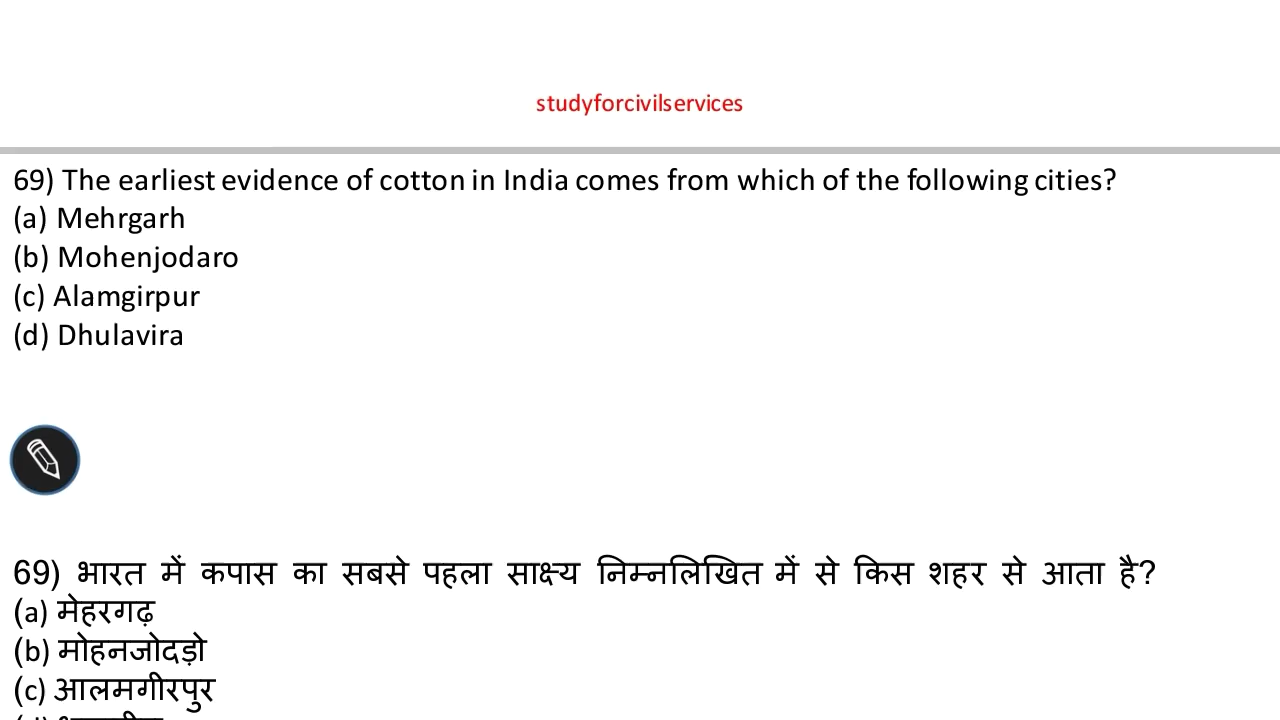 studyforcivilservices
69) The earliest evidence of cotton in India comes from which of the following cities?
(a) Mehrgarh
(b) Mohenjodaro
(c) Alamgirpur
(d) Dhulavira
69) भारत में कपास का सबसे पहला साक्ष्य निम्नलिखित में से किस शहर से आता है?
(a) मेहरगढ़
(b) मोहनजोदड़ो
(c) आलमगीरपुर